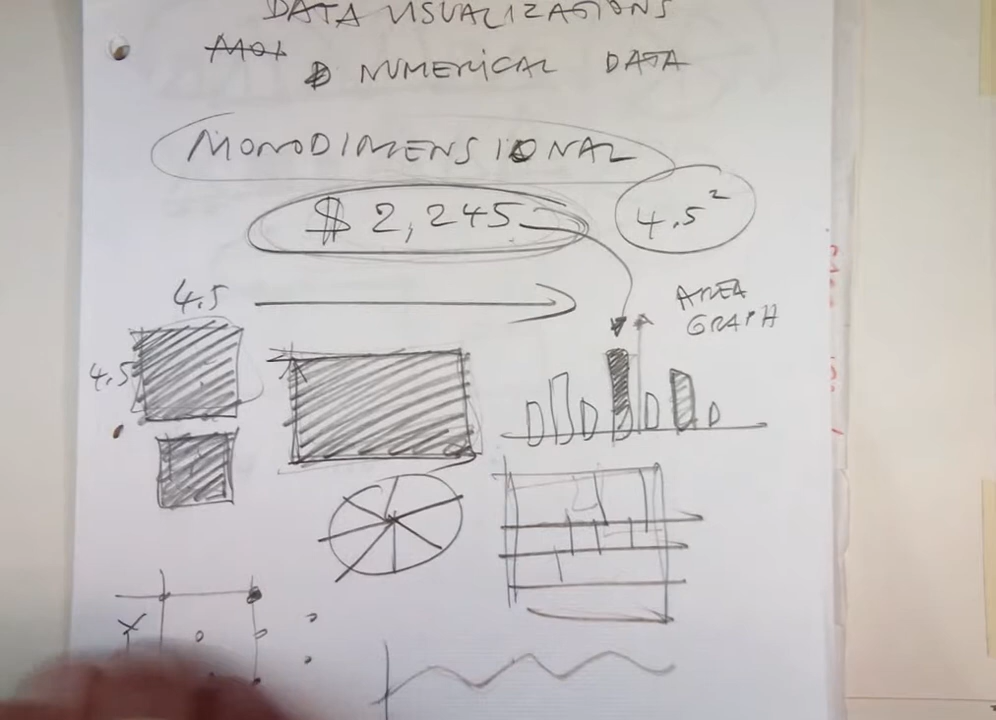 DATA VISUALIZATIONS
NUMERICAL DATA
MONODIMENSIONAL
$ 2,245
4.5²
4.5
AREA
GRAPH
4.5
X